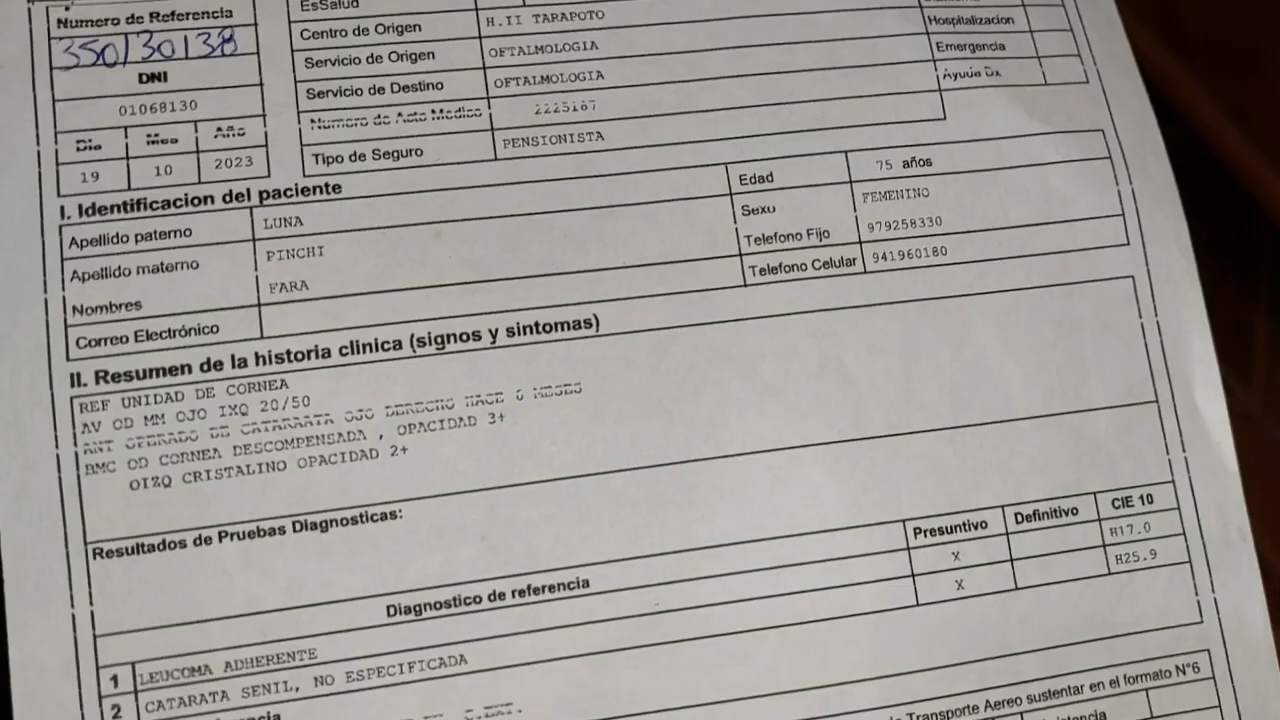 EsSalud
Numero de Referencia
350/30138
DNI
01068130
Dia Mes Año
19 10 2023
Centro de Origen H.II TARAPOTO
Servicio de Origen OFTALMOLOGIA
Servicio de Destino OFTALMOLOGIA
Numero de Acto Medico 2225167
Tipo de Seguro PENSIONISTA
Hospitalizacion
Emergencia
Ayuda Dx
I. Identificacion del paciente
Apellido paterno LUNA
Apellido materno PINCHI
Nombres FARA
Correo Electrónico
Edad 75 años
Sexo FEMENINO
Telefono Fijo 979258330
Telefono Celular 941960180
II. Resumen de la historia clinica (signos y sintomas)
REF UNIDAD DE CORNEA
AV OD MM OJO IXQ 20/50
ANT OPERADO DE CATARAATA OJO DERECHO HACE 6 MESES
BMC OD CORNEA DESCOMPENSADA , OPACIDAD 3+
OIZQ CRISTALINO OPACIDAD 2+
Resultados de Pruebas Diagnosticas:
Diagnostico de referencia Presuntivo Definitivo CIE 10
1 LEUCOMA ADHERENTE X H17.0
2 CATARATA SENIL, NO ESPECIFICADA X H25.9
Transporte Aereo sustentar en el formato N°6